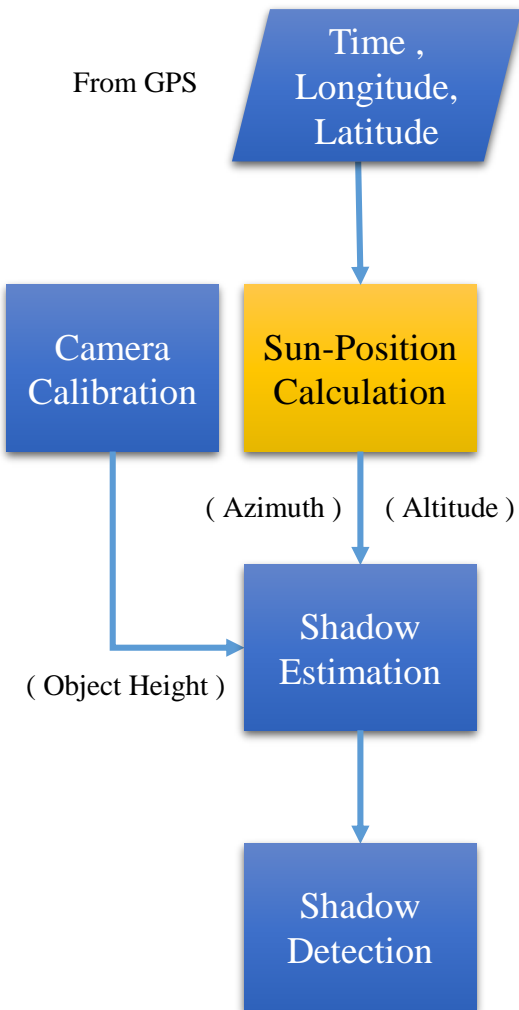 Time ,
Longitude,
Latitude
From GPS
Camera
Calibration
Sun-Position
Calculation
( Azimuth )
( Altitude )
Shadow
Estimation
( Object Height )
Shadow
Detection